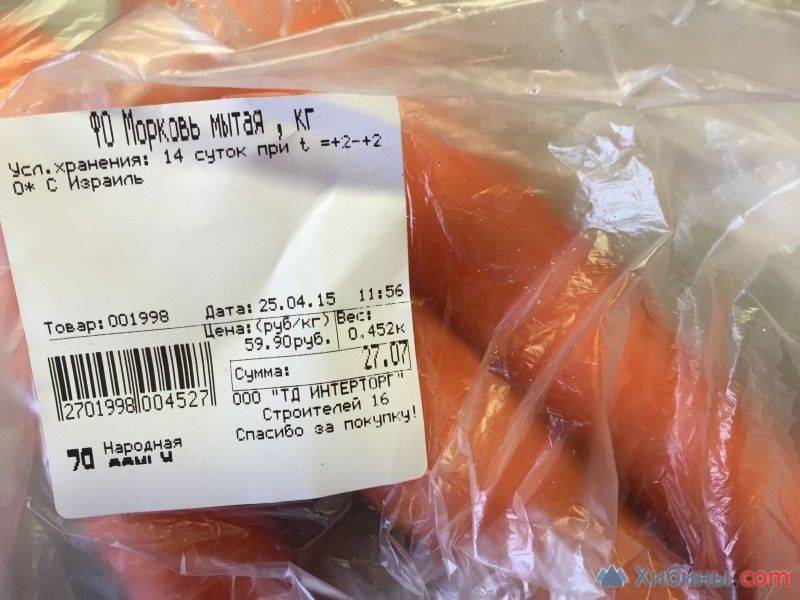 ФО Морковь мытая , кг
Усл.хранения: 14 суток при t =+2-+2
0* С Израиль
Товар:001998 Дата:25.04.15 11:56
Цена:(руб/кг) Вес:
59.90руб. 0.452к
Сумма: 27.07
2701998004527
ООО "ТД ИНТЕРТОРГ"
Строителей 16
Спасибо за покупку!
Народная
Хибины.com